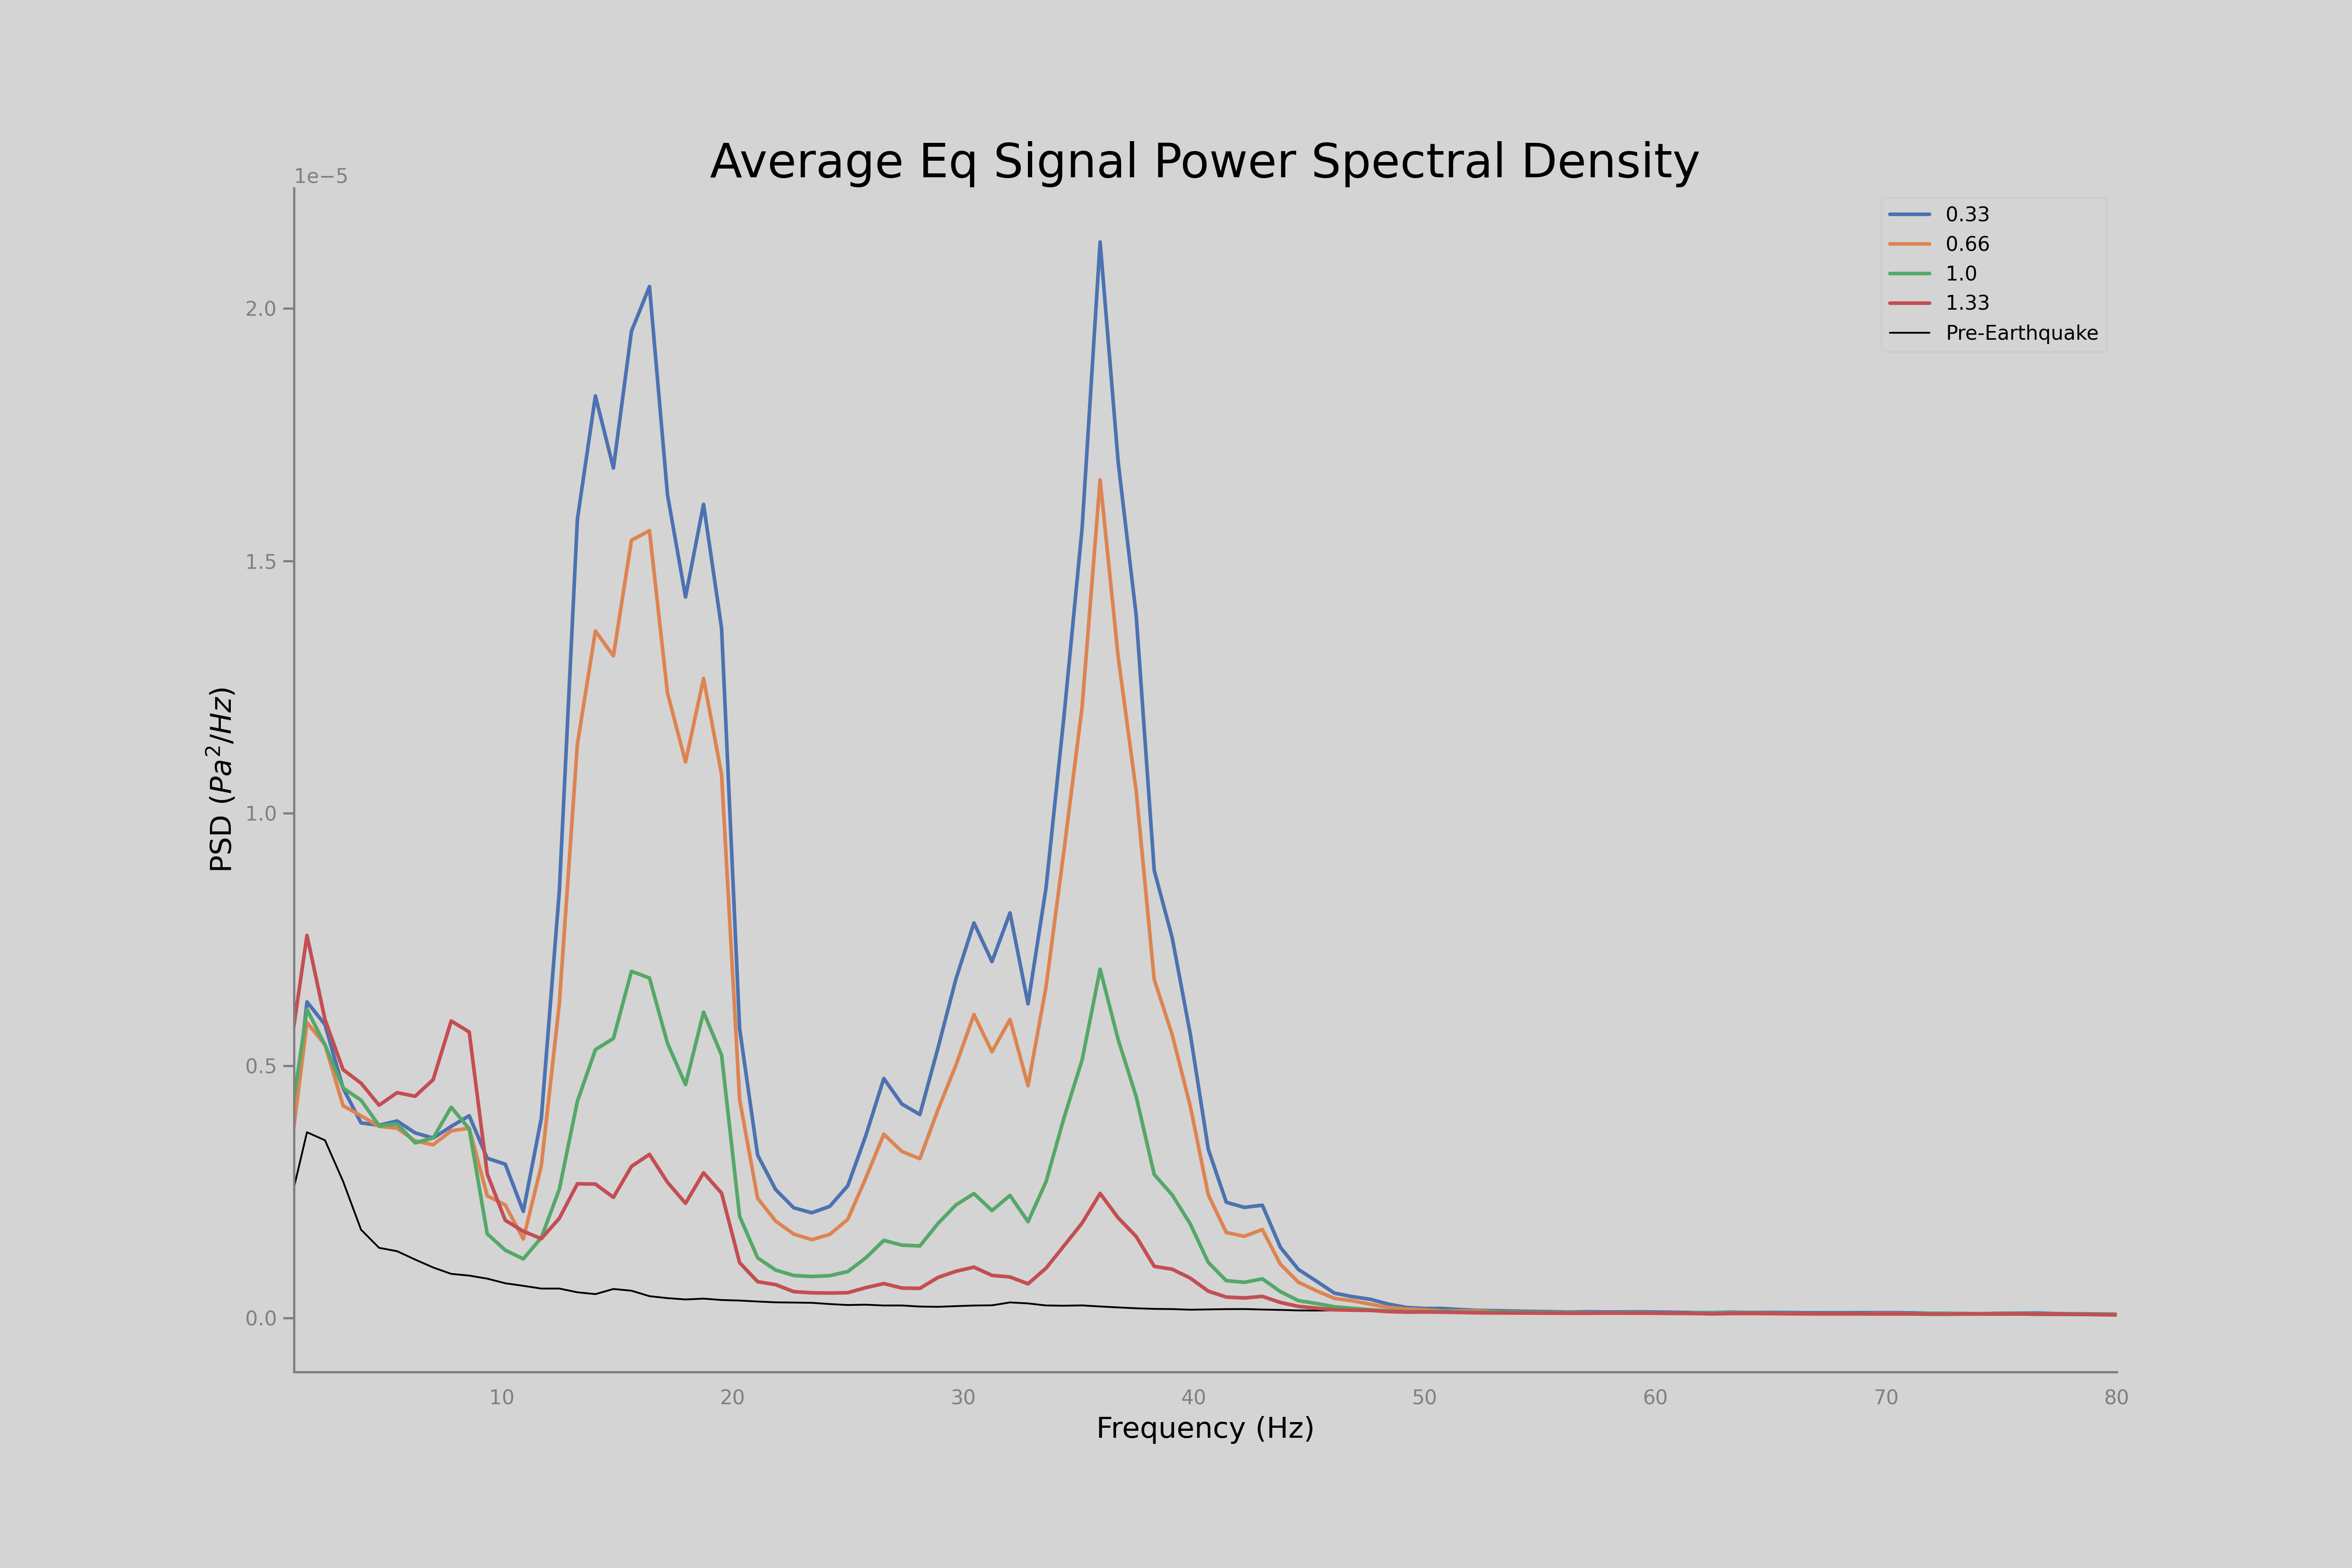 Average Eq Signal Power Spectral Density
1e−5
0.33
0.66
1.0
1.33
Pre-Earthquake
2.0
1.5
1.0
0.5
0.0
PSD (Pa²/Hz)
10 20 30 40 50 60 70 80
Frequency (Hz)